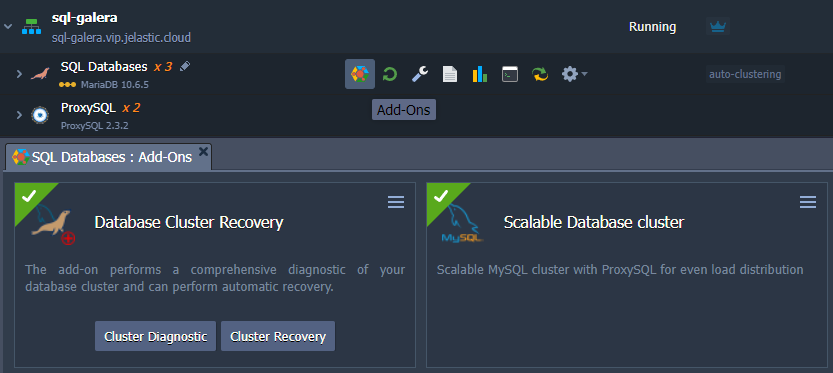 sql-galera
sql-galera.vip.jelastic.cloud
Running
SQL Databases x 3
MariaDB 10.6.5
auto-clustering
ProxySQL x 2
ProxySQL 2.3.2
Add-Ons
SQL Databases : Add-Ons
Database Cluster Recovery
The add-on performs a comprehensive diagnostic of your
database cluster and can perform automatic recovery.
Cluster Diagnostic
Cluster Recovery
MySQL
Scalable Database cluster
Scalable MySQL cluster with ProxySQL for even load distribution